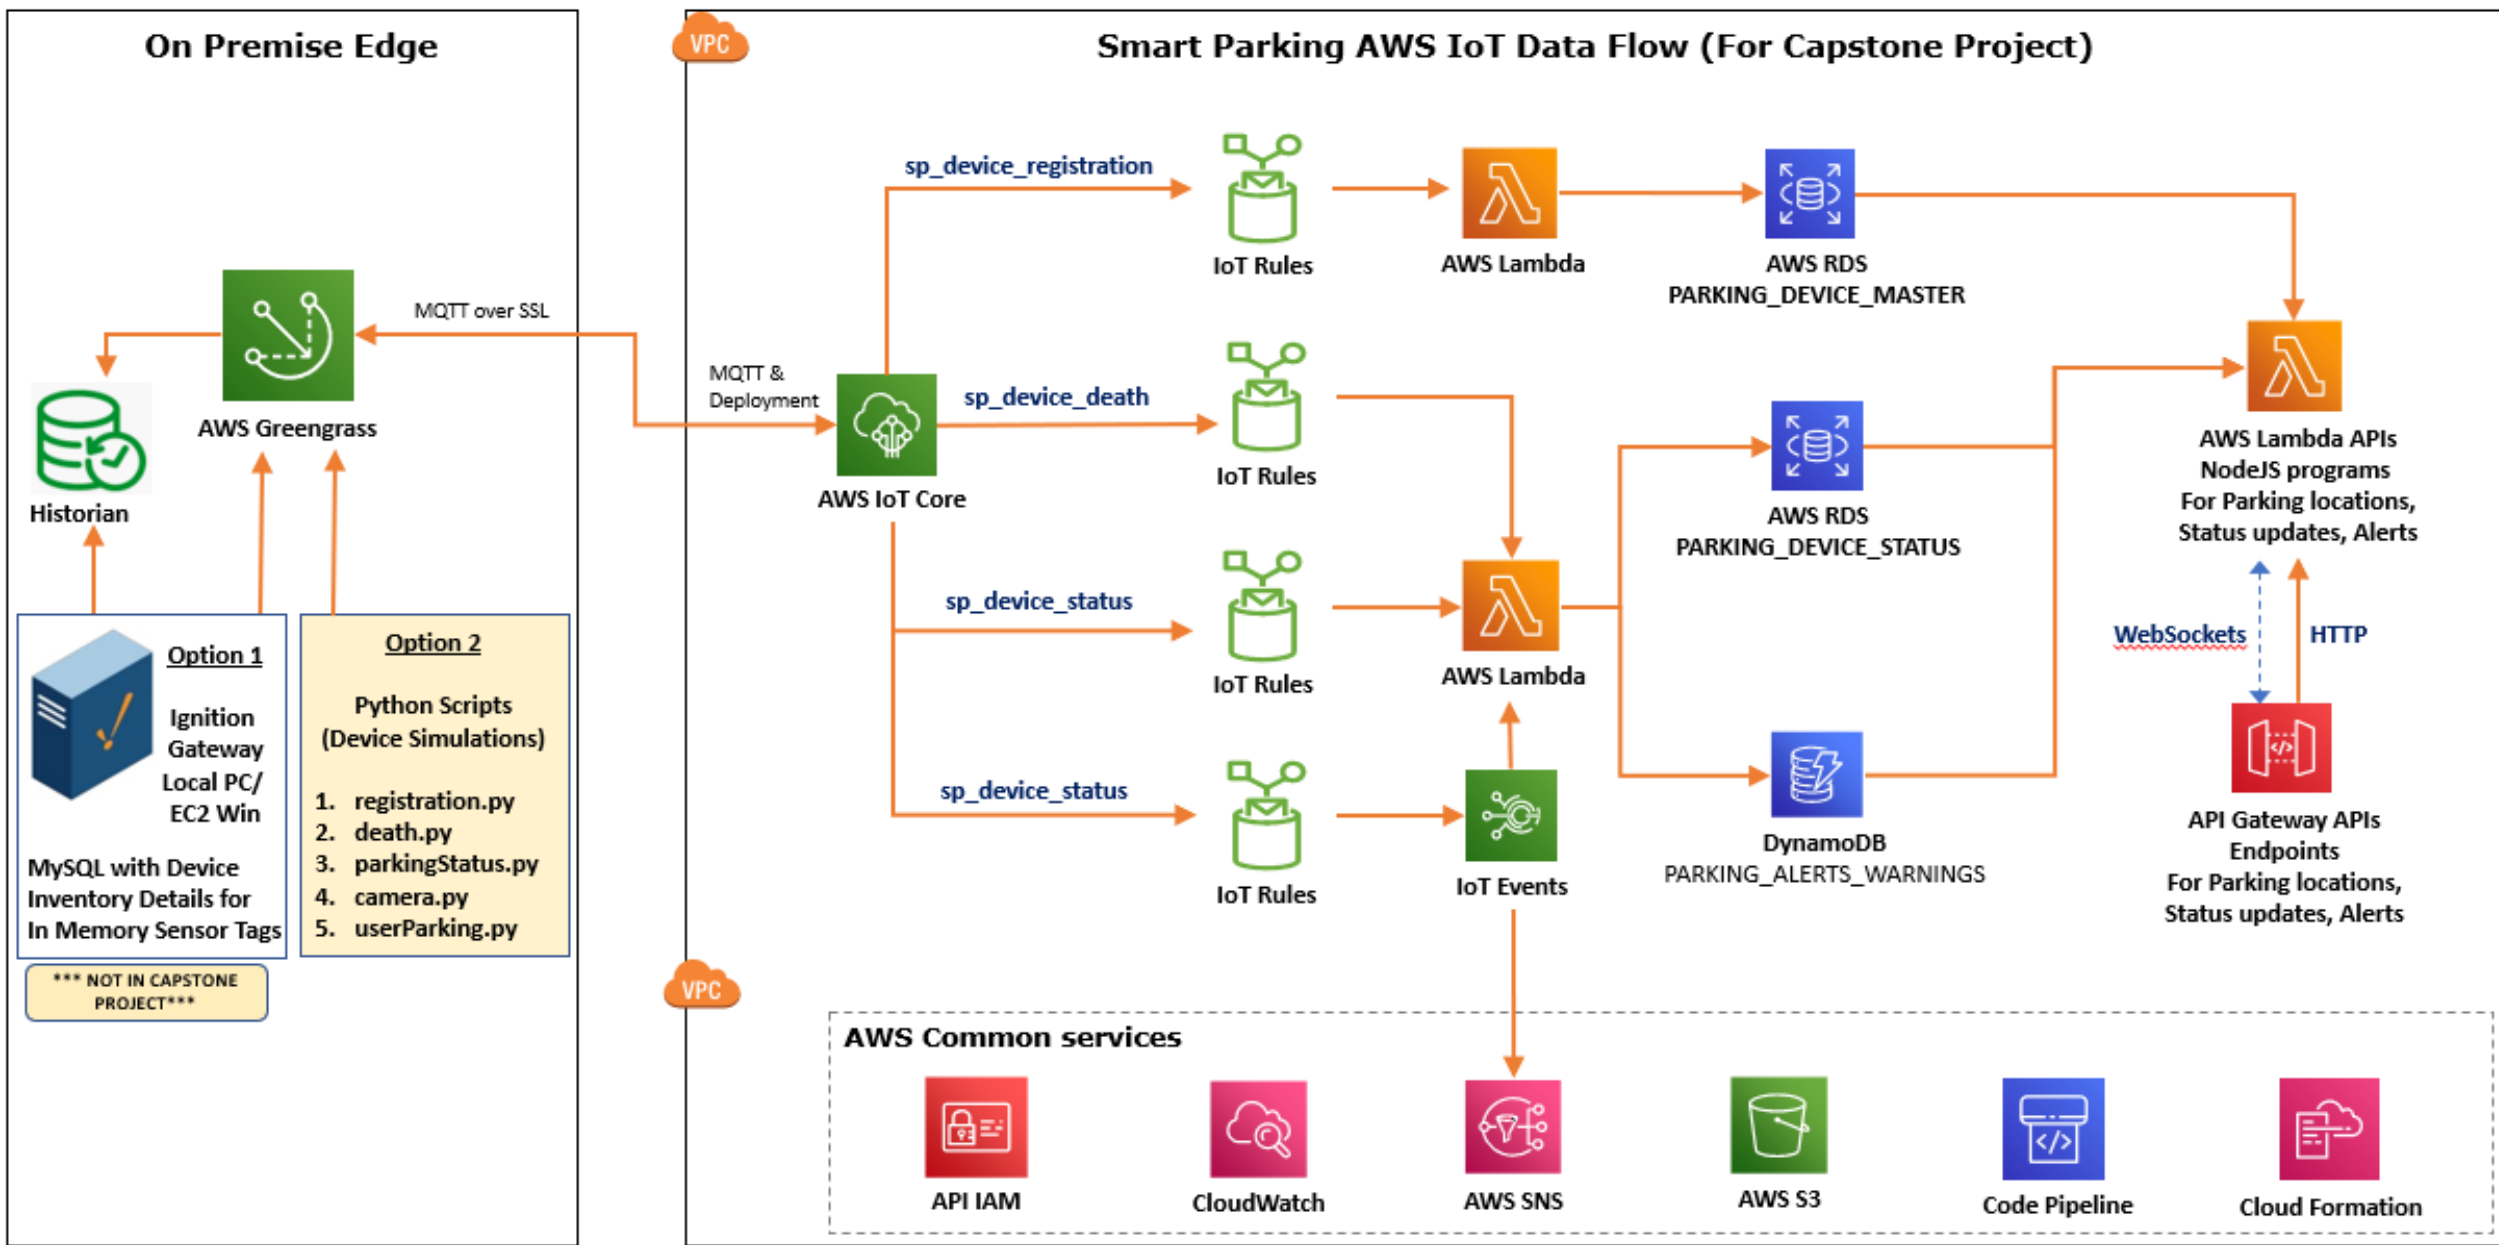 On Premise Edge
VPC
Smart Parking AWS IoT Data Flow (For Capstone Project)
sp_device_registration
IoT Rules
AWS Lambda
AWS RDS
PARKING_DEVICE_MASTER
MQTT over SSL
AWS Greengrass
Historian
MQTT &
Deployment
AWS IoT Core
sp_device_death
IoT Rules
AWS RDS
PARKING_DEVICE_STATUS
AWS Lambda APIs
NodeJS programs
For Parking locations,
Status updates, Alerts
sp_device_status
IoT Rules
AWS Lambda
WebSockets
HTTP
Option 1
Ignition
Gateway
Local PC/
EC2 Win
MySQL with Device
Inventory Details for
In Memory Sensor Tags
*** NOT IN CAPSTONE
PROJECT***
Option 2
Python Scripts
(Device Simulations)
1. registration.py
2. death.py
3. parkingStatus.py
4. camera.py
5. userParking.py
sp_device_status
IoT Rules
IoT Events
DynamoDB
PARKING_ALERTS_WARNINGS
API Gateway APIs
Endpoints
For Parking locations,
Status updates, Alerts
VPC
AWS Common services
API IAM
CloudWatch
AWS SNS
AWS S3
Code Pipeline
Cloud Formation